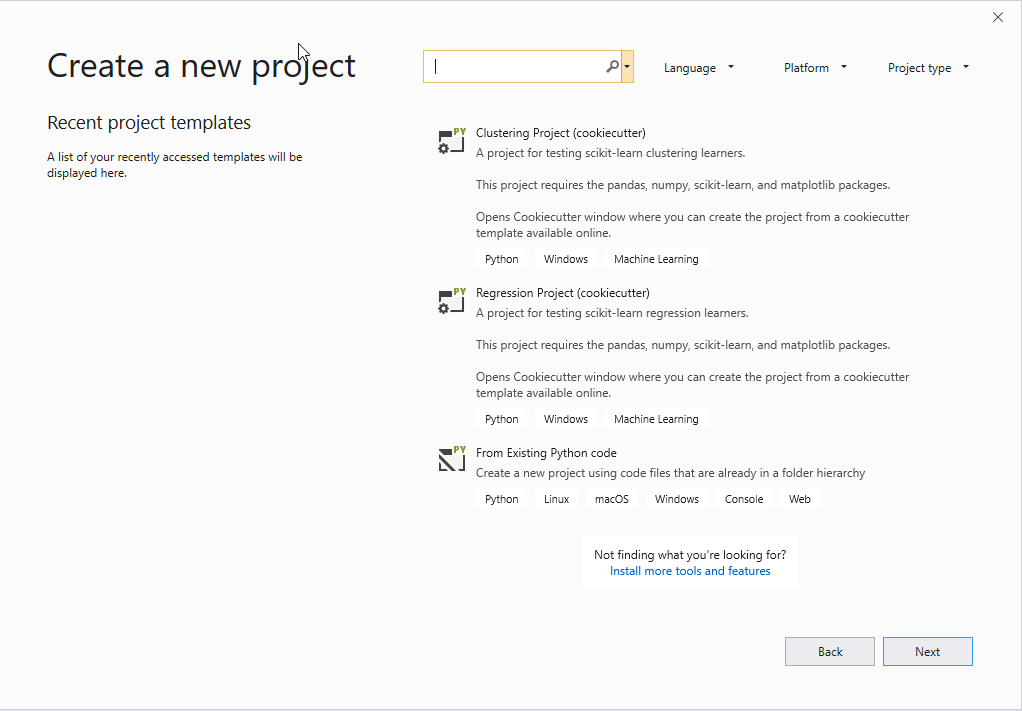 Create a new project
Language
Platform
Project type
Recent project templates
A list of your recently accessed templates will be
displayed here.
PY
Clustering Project (cookiecutter)
A project for testing scikit-learn clustering learners.
This project requires the pandas, numpy, scikit-learn, and matplotlib packages.
Opens Cookiecutter window where you can create the project from a cookiecutter
template available online.
Python Windows Machine Learning
PY
Regression Project (cookiecutter)
A project for testing scikit-learn regression learners.
This project requires the pandas, numpy, scikit-learn, and matplotlib packages.
Opens Cookiecutter window where you can create the project from a cookiecutter
template available online.
Python Windows Machine Learning
PY
From Existing Python code
Create a new project using code files that are already in a folder hierarchy
Python Linux macOS Windows Console Web
Not finding what you're looking for?
Install more tools and features
Back
Next